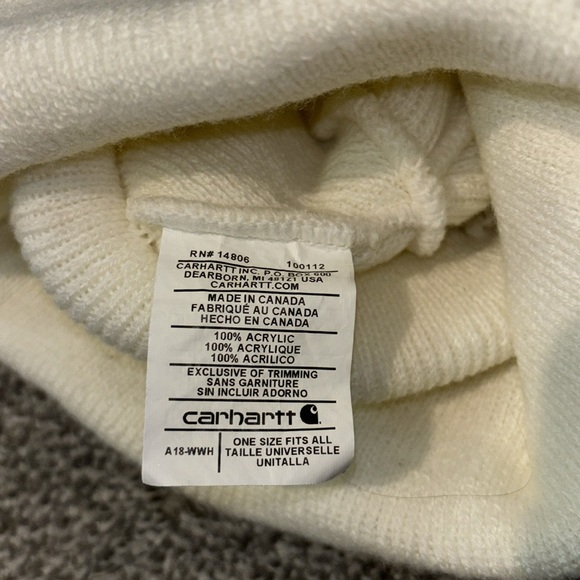 RN# 14806 100112
CARHARTT INC. P.O. BOX 600
DEARBORN, MI 48121 USA
CARHARTT.COM
MADE IN CANADA
FABRIQUÉ AU CANADA
HECHO EN CANADA
100% ACRYLIC
100% ACRYLIQUE
100% ACRILICO
EXCLUSIVE OF TRIMMING
SANS GARNITURE
SIN INCLUIR ADORNO
carhartt
A18-WWH
ONE SIZE FITS ALL
TAILLE UNIVERSELLE
UNITALLA